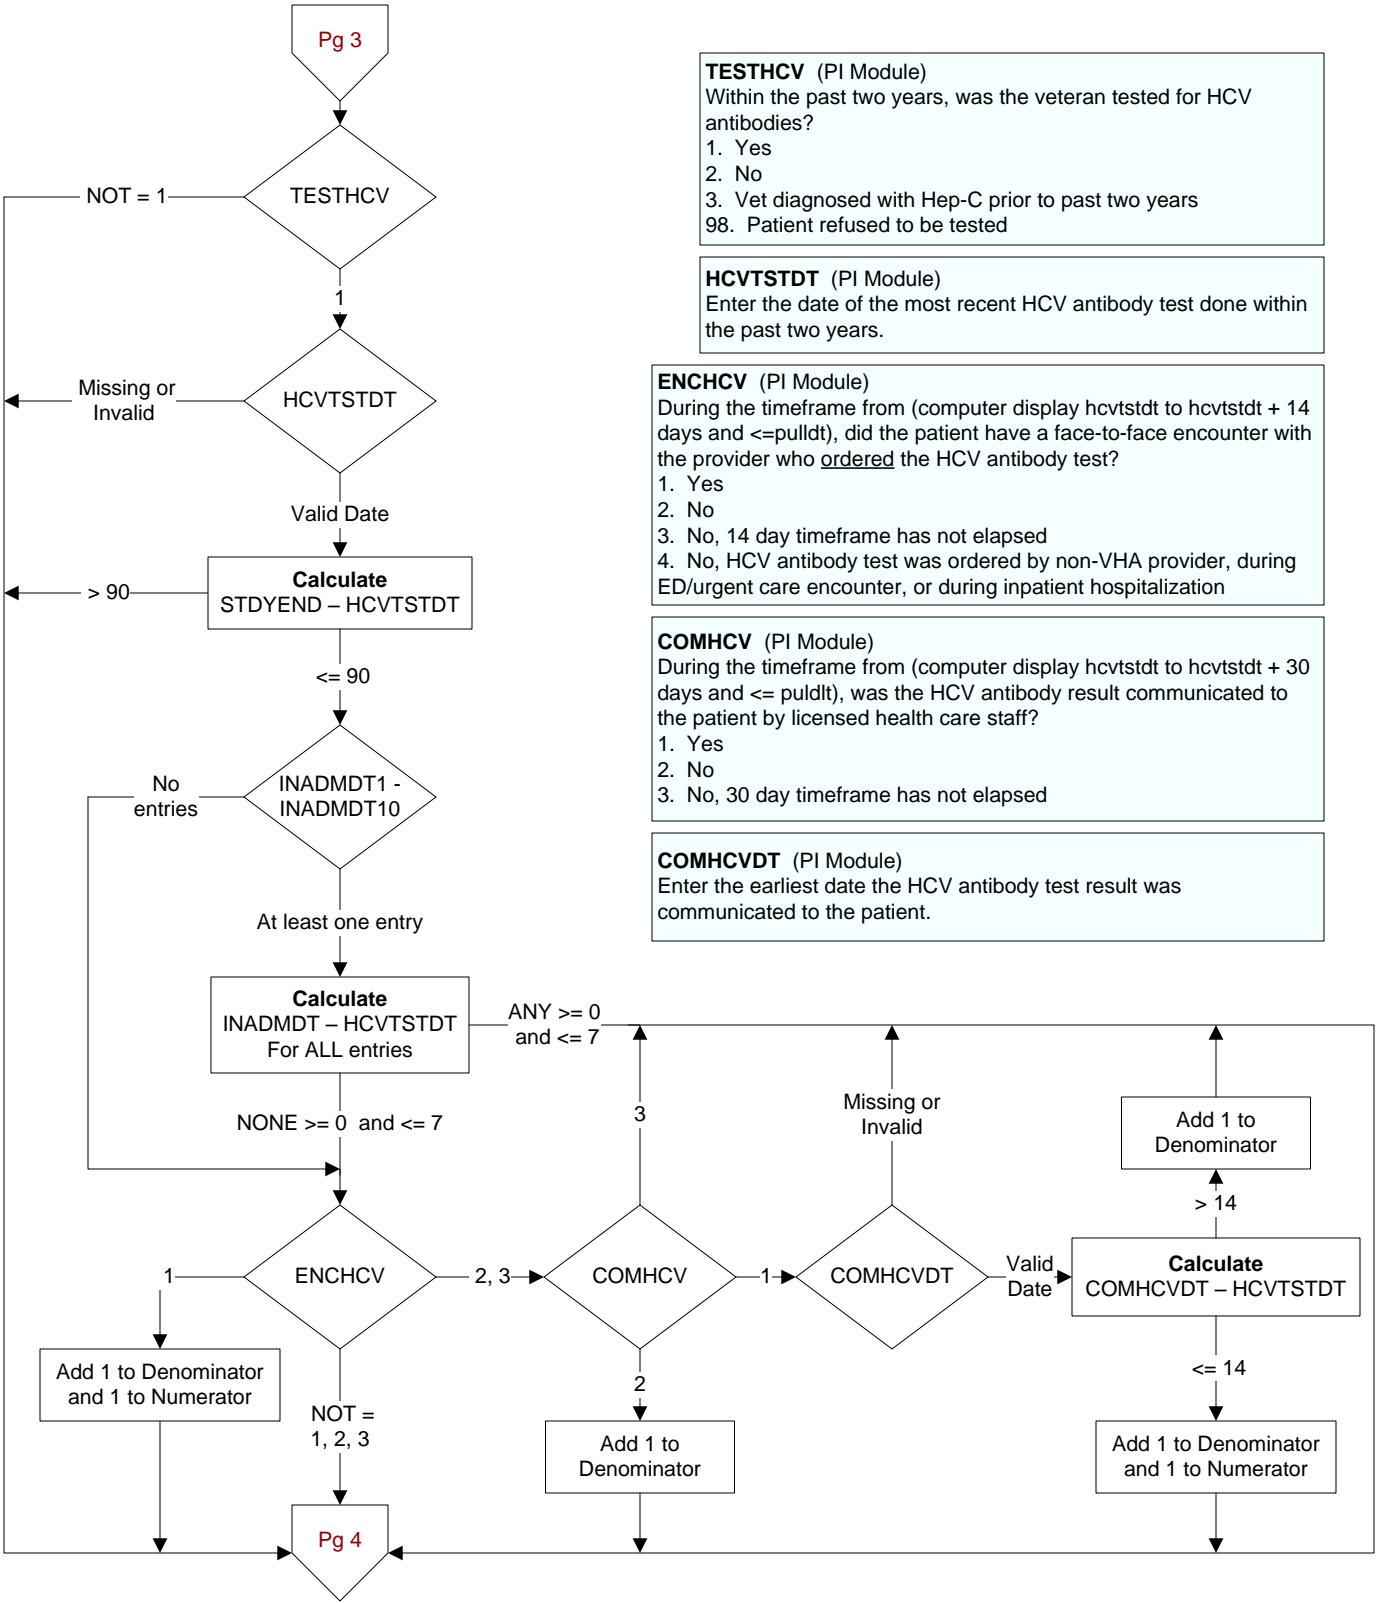 Pg 3
TESTHCV (PI Module)
Within the past two years, was the veteran tested for HCV
antibodies?
1. Yes
2. No
3. Vet diagnosed with Hep-C prior to past two years
98. Patient refused to be tested
NOT = 1
TESTHCV
1
HCVTSTDT (PI Module)
Enter the date of the most recent HCV antibody test done within
the past two years.
Missing or
Invalid
HCVTSTDT
Valid Date
ENCHCV (PI Module)
During the timeframe from (computer display hcvtstdt to hcvtstdt + 14
days and <=pulldt), did the patient have a face-to-face encounter with
the provider who ordered the HCV antibody test?
1. Yes
2. No
3. No, 14 day timeframe has not elapsed
4. No, HCV antibody test was ordered by non-VHA provider, during
ED/urgent care encounter, or during inpatient hospitalization
> 90
Calculate
STDYEND – HCVTSTDT
<= 90
COMHCV (PI Module)
During the timeframe from (computer display hcvtstdt to hcvtstdt + 30
days and <= puldlt), was the HCV antibody result communicated to
the patient by licensed health care staff?
1. Yes
2. No
3. No, 30 day timeframe has not elapsed
No
entries
INADMDT1 -
INADMDT10
COMHCVDT (PI Module)
Enter the earliest date the HCV antibody test result was
communicated to the patient.
At least one entry
Calculate
INADMDT – HCVTSTDT
For ALL entries
ANY >= 0
and <= 7
NONE >= 0 and <= 7
3
Missing or
Invalid
Add 1 to
Denominator
> 14
1
ENCHCV
2, 3
COMHCV
1
COMHCVDT
Valid
Date
Calculate
COMHCVDT – HCVTSTDT
Add 1 to Denominator
and 1 to Numerator
NOT =
1, 2, 3
2
Add 1 to
Denominator
<= 14
Add 1 to Denominator
and 1 to Numerator
Pg 4